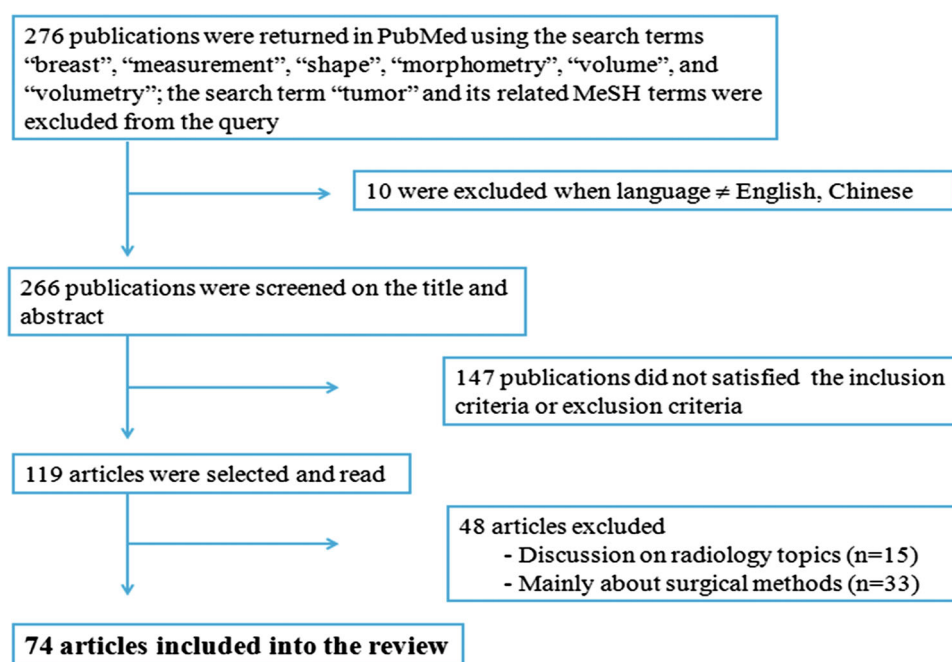 276 publications were returned in PubMed using the search terms
“breast”, “measurement”, “shape”, “morphometry”, “volume”, and
“volumetry”; the search term “tumor” and its related MeSH terms were
excluded from the query
10 were excluded when language ≠ English, Chinese
266 publications were screened on the title and
abstract
147 publications did not satisfied the inclusion
criteria or exclusion criteria
119 articles were selected and read
48 articles excluded
- Discussion on radiology topics (n=15)
- Mainly about surgical methods (n=33)
74 articles included into the review